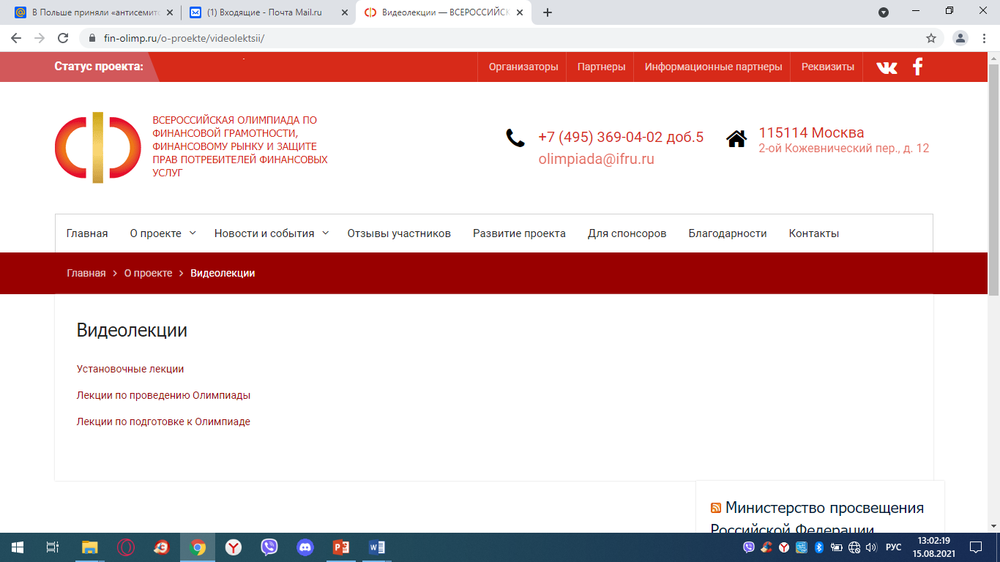 В Польше приняли «антисемитс
(1) Входящие - Почта Mail.ru
Видеолекции — ВСЕРОССИЙСК
fin-olimp.ru/o-proekte/videolektsii/
Статус проекта:
Организаторы
Партнеры
Информационные партнеры
Реквизиты
ВСЕРОССИЙСКАЯ ОЛИМПИАДА ПО
ФИНАНСОВОЙ ГРАМОТНОСТИ,
ФИНАНСОВОМУ РЫНКУ И ЗАЩИТЕ
ПРАВ ПОТРЕБИТЕЛЕЙ ФИНАНСОВЫХ
УСЛУГ
+7 (495) 369-04-02 доб.5
olimpiada@ifru.ru
115114 Москва
2-ой Кожевнический пер., д. 12
Главная
О проекте
Новости и события
Отзывы участников
Развитие проекта
Для спонсоров
Благодарности
Контакты
Главная > О проекте > Видеолекции
Видеолекции
Установочные лекции
Лекции по проведению Олимпиады
Лекции по подготовке к Олимпиаде
Министерство просвещения
Российской Федерации
РУС
13:02:19
15.08.2021